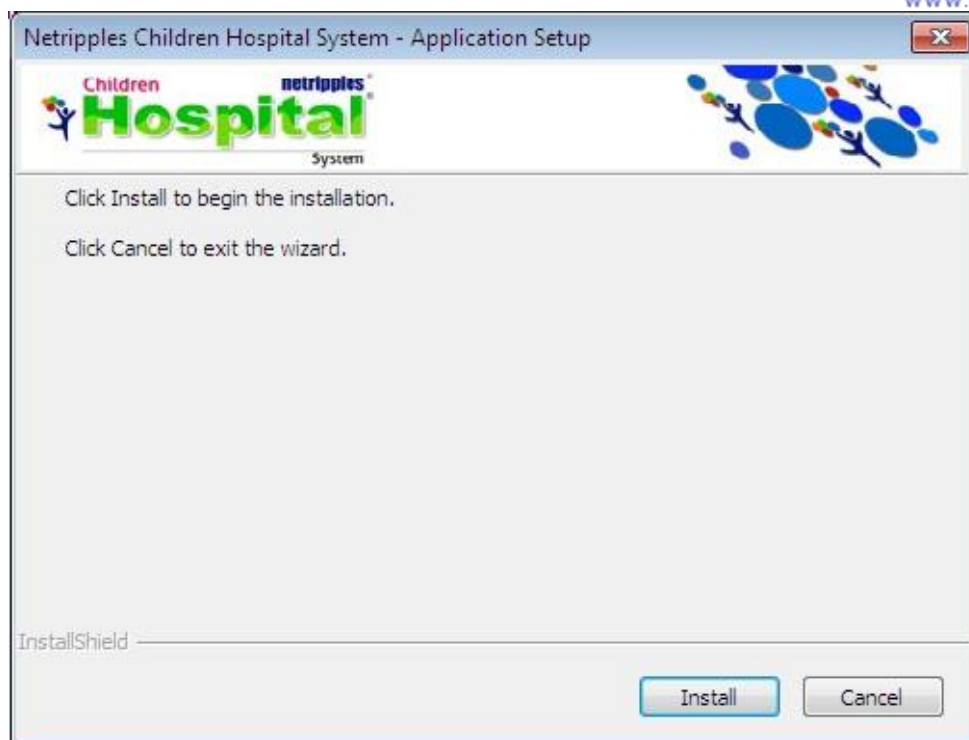 www.
Netripples Children Hospital System - Application Setup
Children netripples®
Hospital
System
Click Install to begin the installation.
Click Cancel to exit the wizard.
InstallShield
Install Cancel